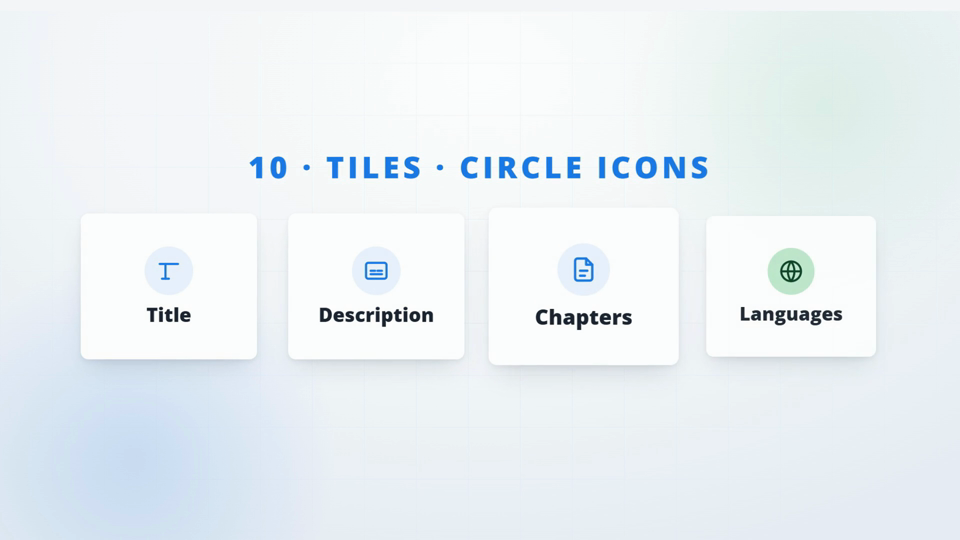 10 · TILES · CIRCLE ICONS
Title
Description
Chapters
Languages